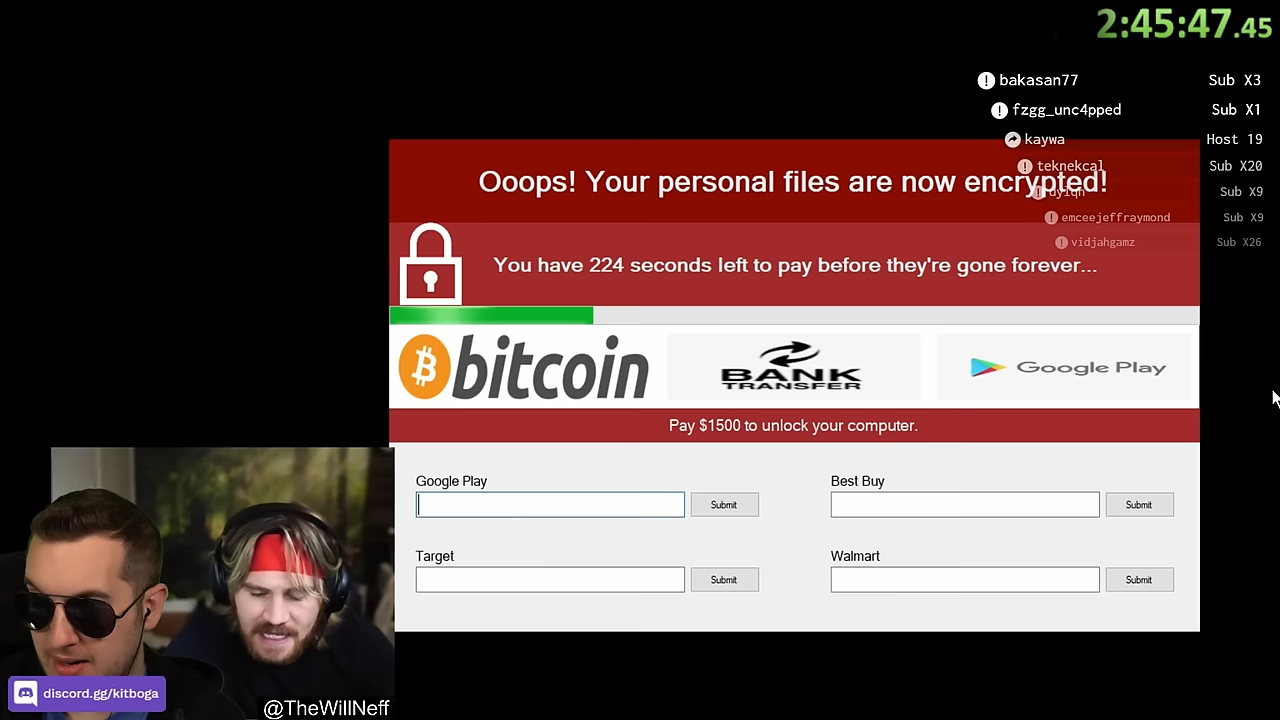 2:45:47.45
bakasan77 Sub X3
fzgg_unc4pped Sub X1
kaywa Host 19
teknekcal Sub X20
Sub X9
emceejeffraymond Sub X9
vidjahgamz Sub X26
Ooops! Your personal files are now encrypted!
You have 224 seconds left to pay before they're gone forever...
bitcoin
BANK
TRANSFER
Google Play
Pay $1500 to unlock your computer.
Google Play
Submit
Best Buy
Submit
Target
Submit
Walmart
Submit
discord.gg/kitboga
@TheWillNeff